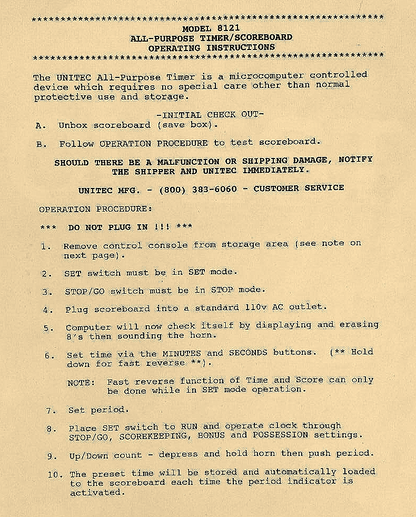 ****************************************************
MODEL 8121
ALL-PURPOSE TIMER/SCOREBOARD
OPERATING INSTRUCTIONS
****************************************************
The UNITEC All-Purpose Timer is a microcomputer controlled
device which requires no special care other than normal
protective use and storage.
-INITIAL CHECK OUT-
A. Unbox scoreboard (save box).
B. Follow OPERATION PROCEDURE to test scoreboard.
SHOULD THERE BE A MALFUNCTION OR SHIPPING DAMAGE, NOTIFY
THE SHIPPER AND UNITEC IMMEDIATELY.
UNITEC MFG. - (800) 383-6060 - CUSTOMER SERVICE
OPERATION PROCEDURE:
*** DO NOT PLUG IN !!! ***
1. Remove control console from storage area (see note on
next page).
2. SET switch must be in SET mode.
3. STOP/GO switch must be in STOP mode.
4. Plug scoreboard into a standard 110v AC outlet.
5. Computer will now check itself by displaying and erasing
8's then sounding the horn.
6. Set time via the MINUTES and SECONDS buttons. (** Hold
down for fast reverse **).
NOTE: Fast reverse function of Time and Score can only
be done while in SET mode operation.
7. Set period.
8. Place SET switch to RUN and operate clock through
STOP/GO, SCOREKEEPING, BONUS and POSSESSION settings.
9. Up/Down count - depress and hold horn then push period.
10. The preset time will be stored and automatically loaded
to the scoreboard each time the period indicator is
activated.